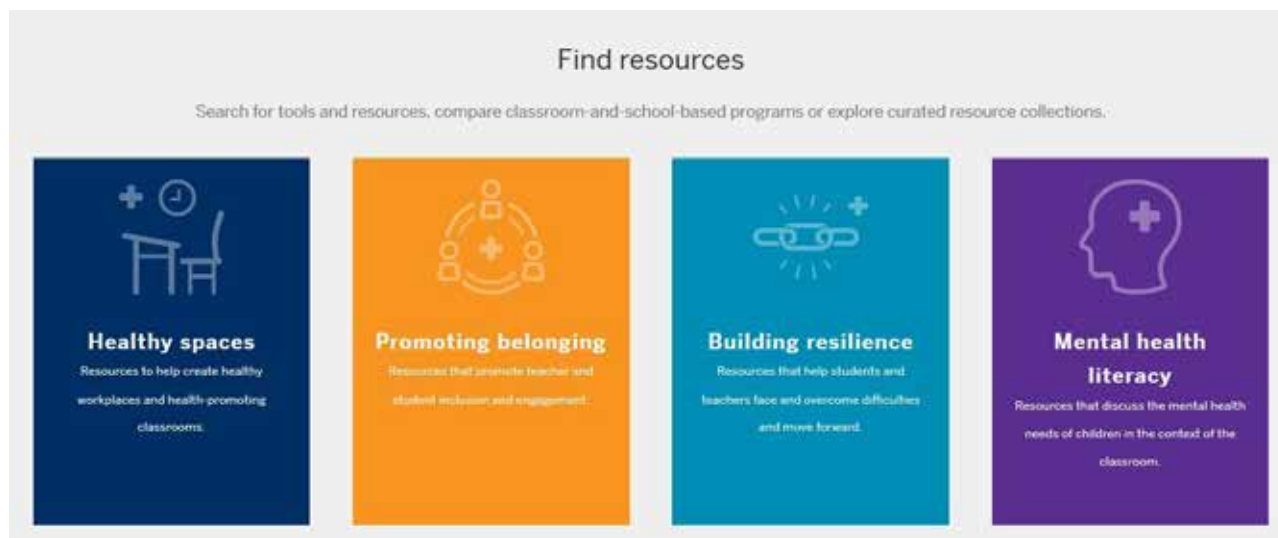 Find resources
Search for tools and resources, compare classroom-and-school-based programs or explore curated resource collections.
Healthy spaces
Resources to help create healthy
workplaces and health-promoting
classrooms.
Promoting belonging
Resources that promote teacher and
student inclusion and engagement.
Building resilience
Resources that help students and
teachers face and overcome difficulties
and move forward.
Mental health
literacy
Resources that discuss the mental health
needs of children in the context of the
classroom.